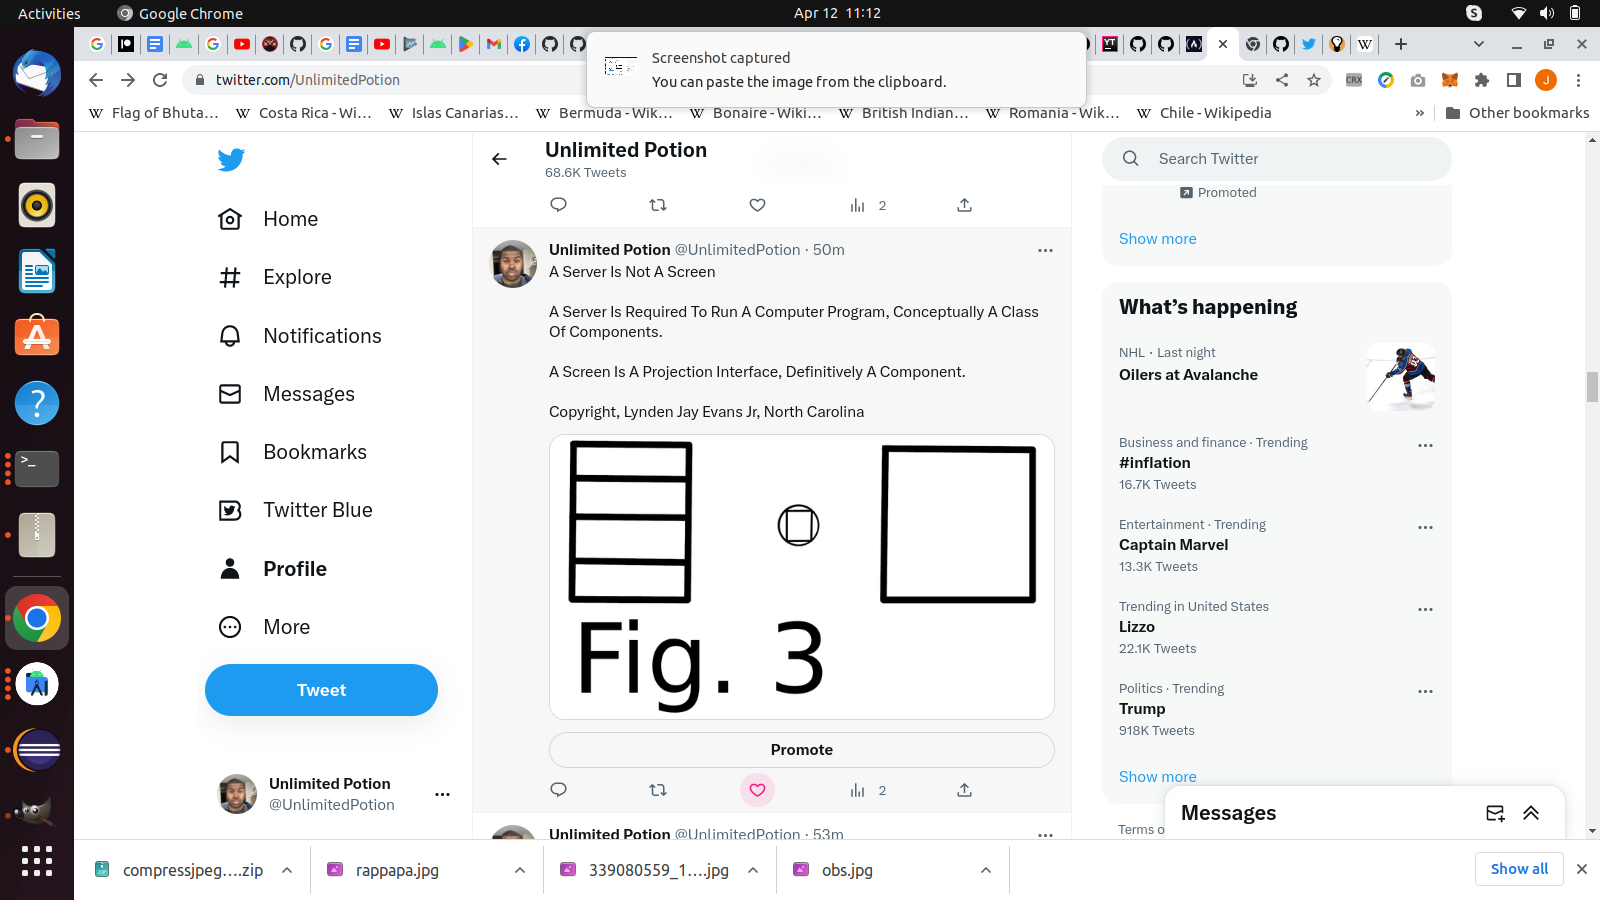 Activities
Google Chrome
Apr 12 11:12
Screenshot captured
You can paste the image from the clipboard.
twitter.com/UnlimitedPotion
Flag of Bhuta...
Costa Rica - Wi...
Islas Canarias...
Bermuda - Wik...
Bonaire - Wiki...
British Indian...
Romania - Wik...
Chile - Wikipedia
Other bookmarks
Home
Explore
Notifications
Messages
Bookmarks
Twitter Blue
Profile
More
Tweet
Unlimited Potion
@UnlimitedPotion
Unlimited Potion
68.6K Tweets
2
Unlimited Potion @UnlimitedPotion · 50m
A Server Is Not A Screen
A Server Is Required To Run A Computer Program, Conceptually A Class
Of Components.
A Screen Is A Projection Interface, Definitively A Component.
Copyright, Lynden Jay Evans Jr, North Carolina
Fig. 3
Promote
2
Unlimited Potion @UnlimitedPotion · 53m
Search Twitter
Promoted
Show more
What's happening
NHL · Last night
Oilers at Avalanche
Business and finance · Trending
#inflation
16.7K Tweets
Entertainment · Trending
Captain Marvel
13.3K Tweets
Trending in United States
Lizzo
22.1K Tweets
Politics · Trending
Trump
918K Tweets
Show more
Terms o
Messages
compressjpeg....zip
rappapa.jpg
339080559_1....jpg
obs.jpg
Show all